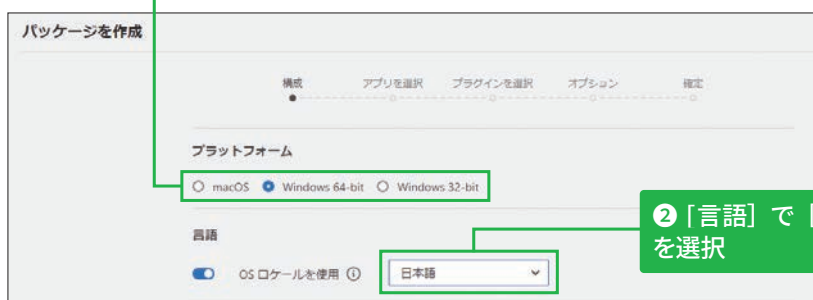 パッケージを作成
構成 アプリを選択 プラグインを選択 オプション 確定
プラットフォーム
macOS Windows 64-bit Windows 32-bit
❷［言語］で［
を選択
言語
OS ロケールを使用 日本語